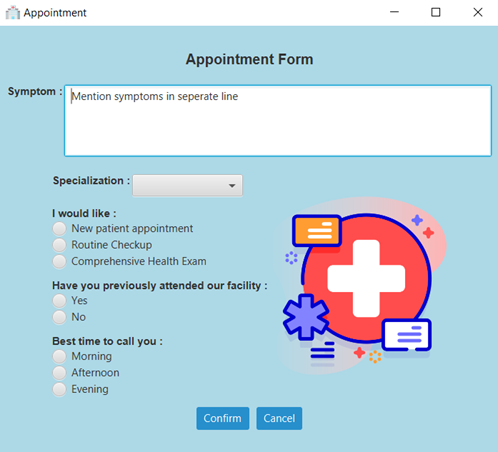 Appointment
Appointment Form
Symptom :
Mention symptoms in seperate line
Specialization :
I would like :
New patient appointment
Routine Checkup
Comprehensive Health Exam
Have you previously attended our facility :
Yes
No
Best time to call you :
Morning
Afternoon
Evening
Confirm Cancel